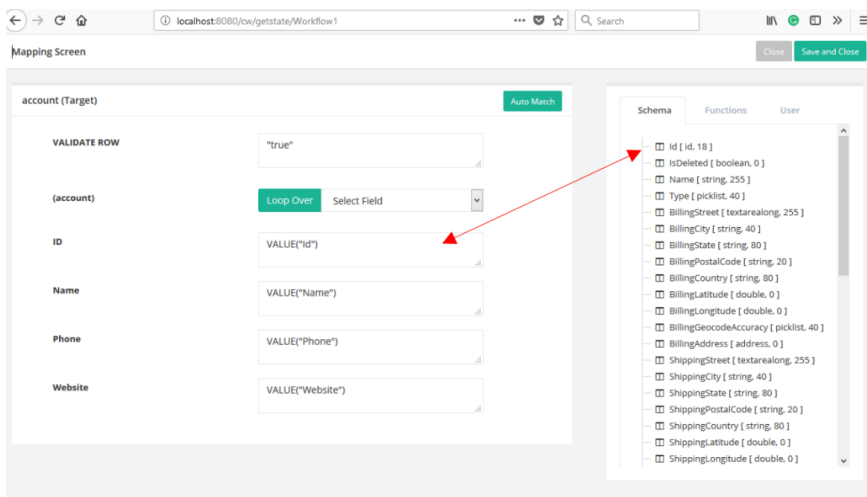 localhost:8080/cw/getstate/Workflow1
Search
Mapping Screen
Close
Save and Close
account (Target)
Auto Match
VALIDATE ROW
"true"
(account)
Loop Over
Select Field
ID
VALUE("Id")
Name
VALUE("Name")
Phone
VALUE("Phone")
Website
VALUE("Website")
Schema
Functions
User
Id [ id, 18 ]
IsDeleted [ boolean, 0 ]
Name [ string, 255 ]
Type [ picklist, 40 ]
BillingStreet [ textarealong, 255 ]
BillingCity [ string, 40 ]
BillingState [ string, 80 ]
BillingPostalCode [ string, 20 ]
BillingCountry [ string, 80 ]
BillingLatitude [ double, 0 ]
BillingLongitude [ double, 0 ]
BillingGeocodeAccuracy [ picklist, 40 ]
BillingAddress [ address, 0 ]
ShippingStreet [ textarealong, 255 ]
ShippingCity [ string, 40 ]
ShippingState [ string, 80 ]
ShippingPostalCode [ string, 20 ]
ShippingCountry [ string, 80 ]
ShippingLatitude [ double, 0 ]
ShippingLongitude [ double, 0 ]